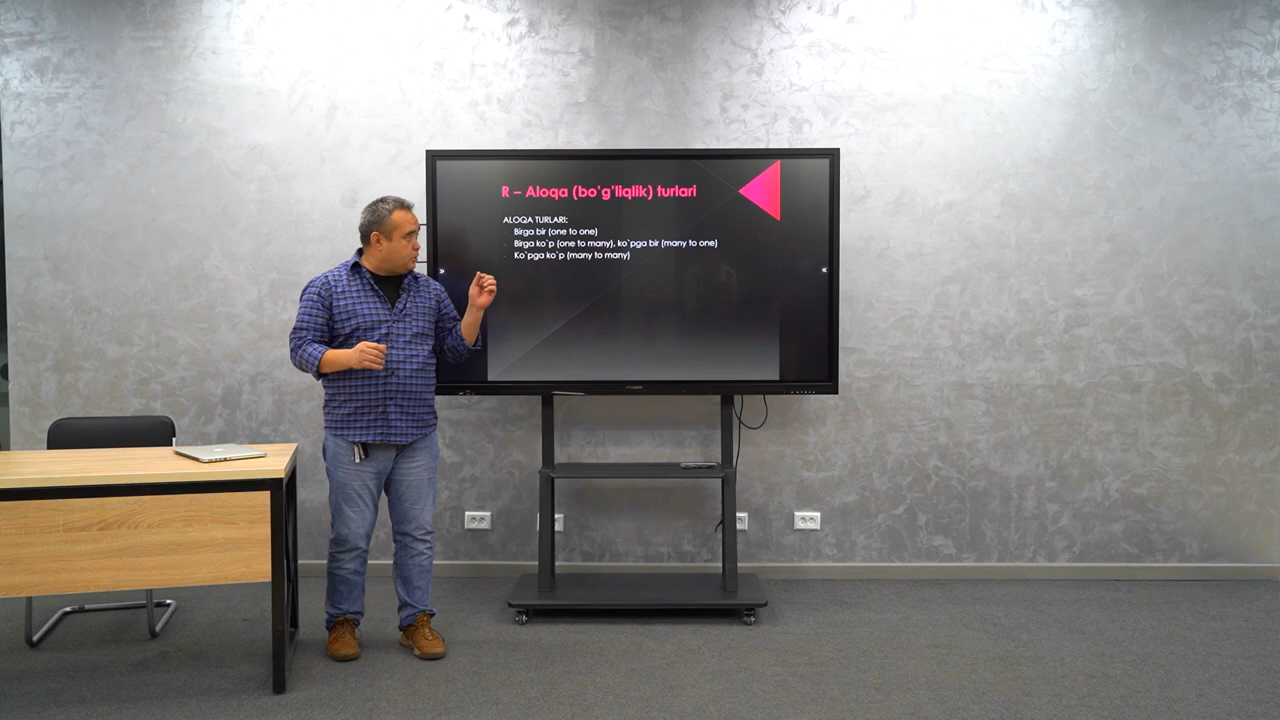 R – Aloqa (bo'g'liqlik) turlari
ALOQA TURLARI:
Birga bir (one to one)
Birga ko`p (one to many), ko`pga bir (many to one)
Ko`pga ko`p (many to many)